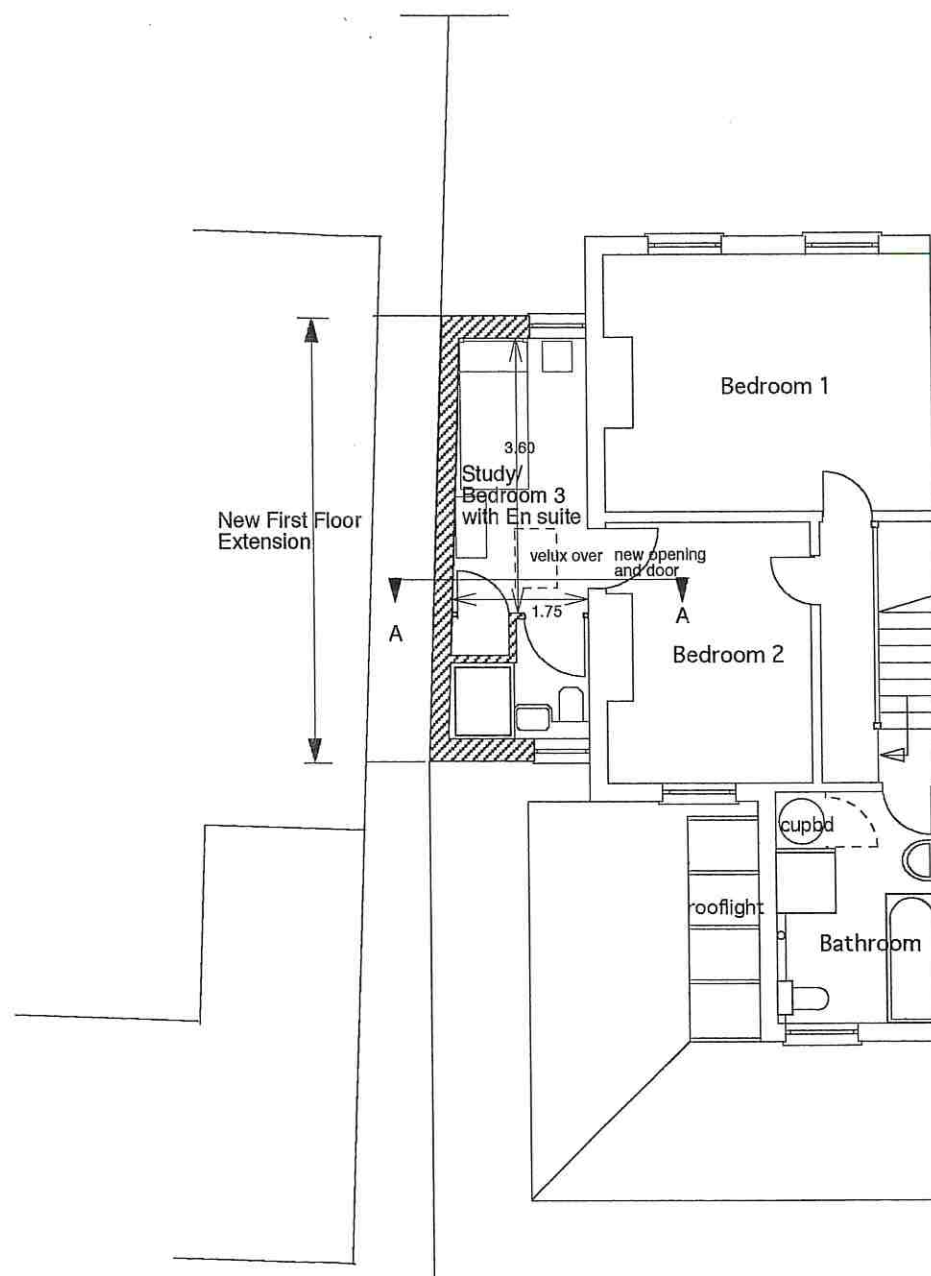 Bedroom 1
3.60
Study/
Bedroom 3
with En suite
New First Floor
Extension
velux over
new opening
and door
A
1.75
A
Bedroom 2
cupbd
rooflight
Bathroom